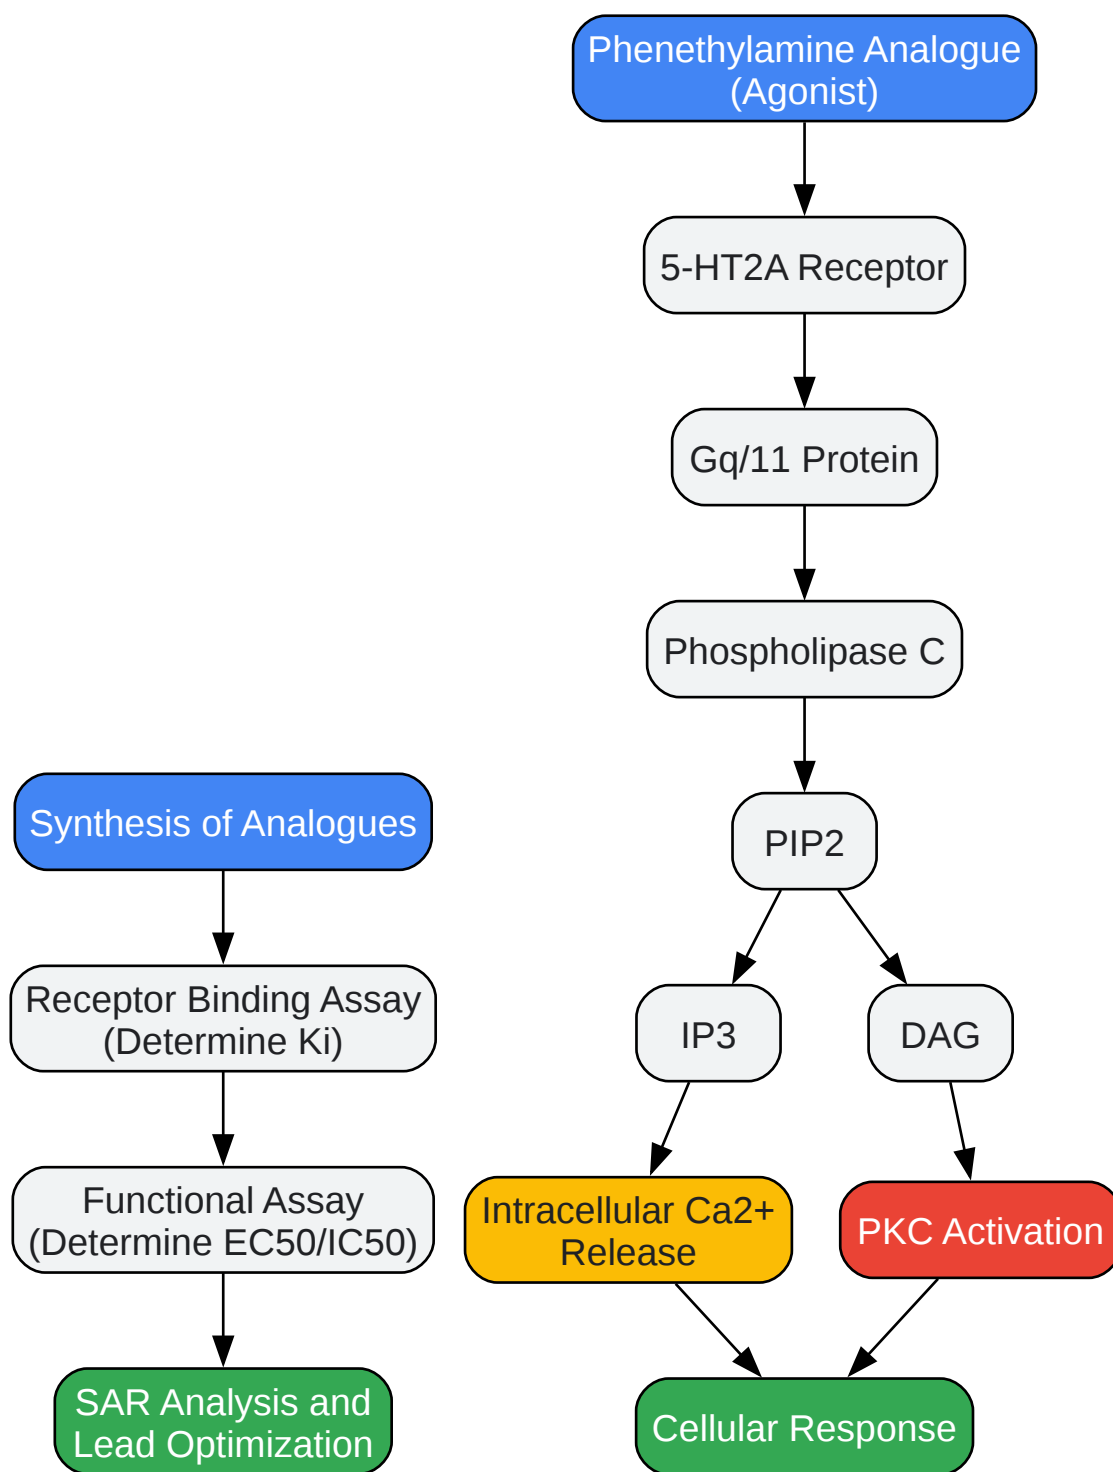 Phenethylamine Analogue
(Agonist)
5-HT2A Receptor
Gq/11 Protein
Phospholipase C
PIP2
IP3
DAG
Intracellular Ca2+
Release
PKC Activation
Cellular Response
Synthesis of Analogues
Receptor Binding Assay
(Determine Ki)
Functional Assay
(Determine EC50/IC50)
SAR Analysis and
Lead Optimization